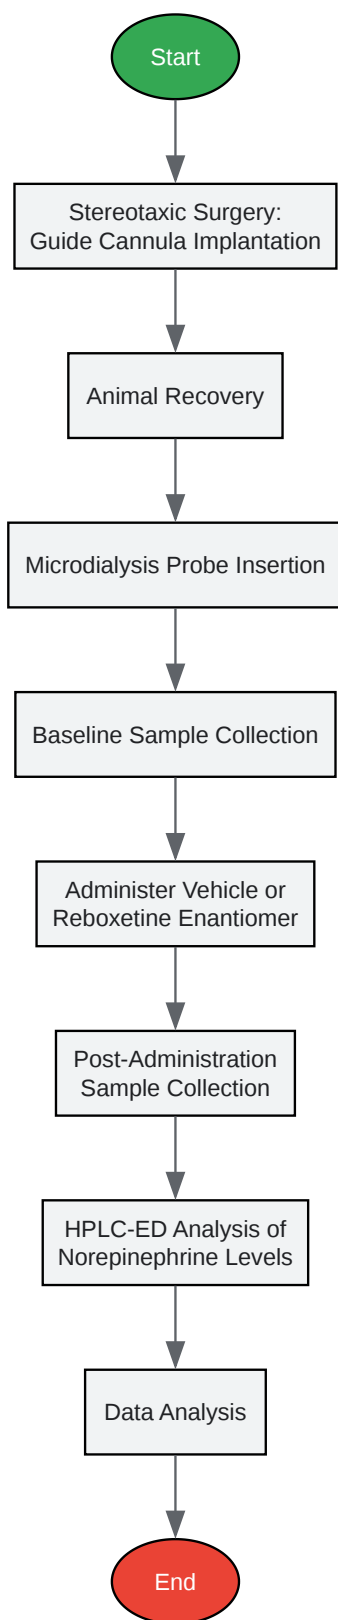 Start
Stereotaxic Surgery:
Guide Cannula Implantation
Animal Recovery
Microdialysis Probe Insertion
Baseline Sample Collection
Administer Vehicle or
Reboxetine Enantiomer
Post-Administration
Sample Collection
HPLC-ED Analysis of
Norepinephrine Levels
Data Analysis
End